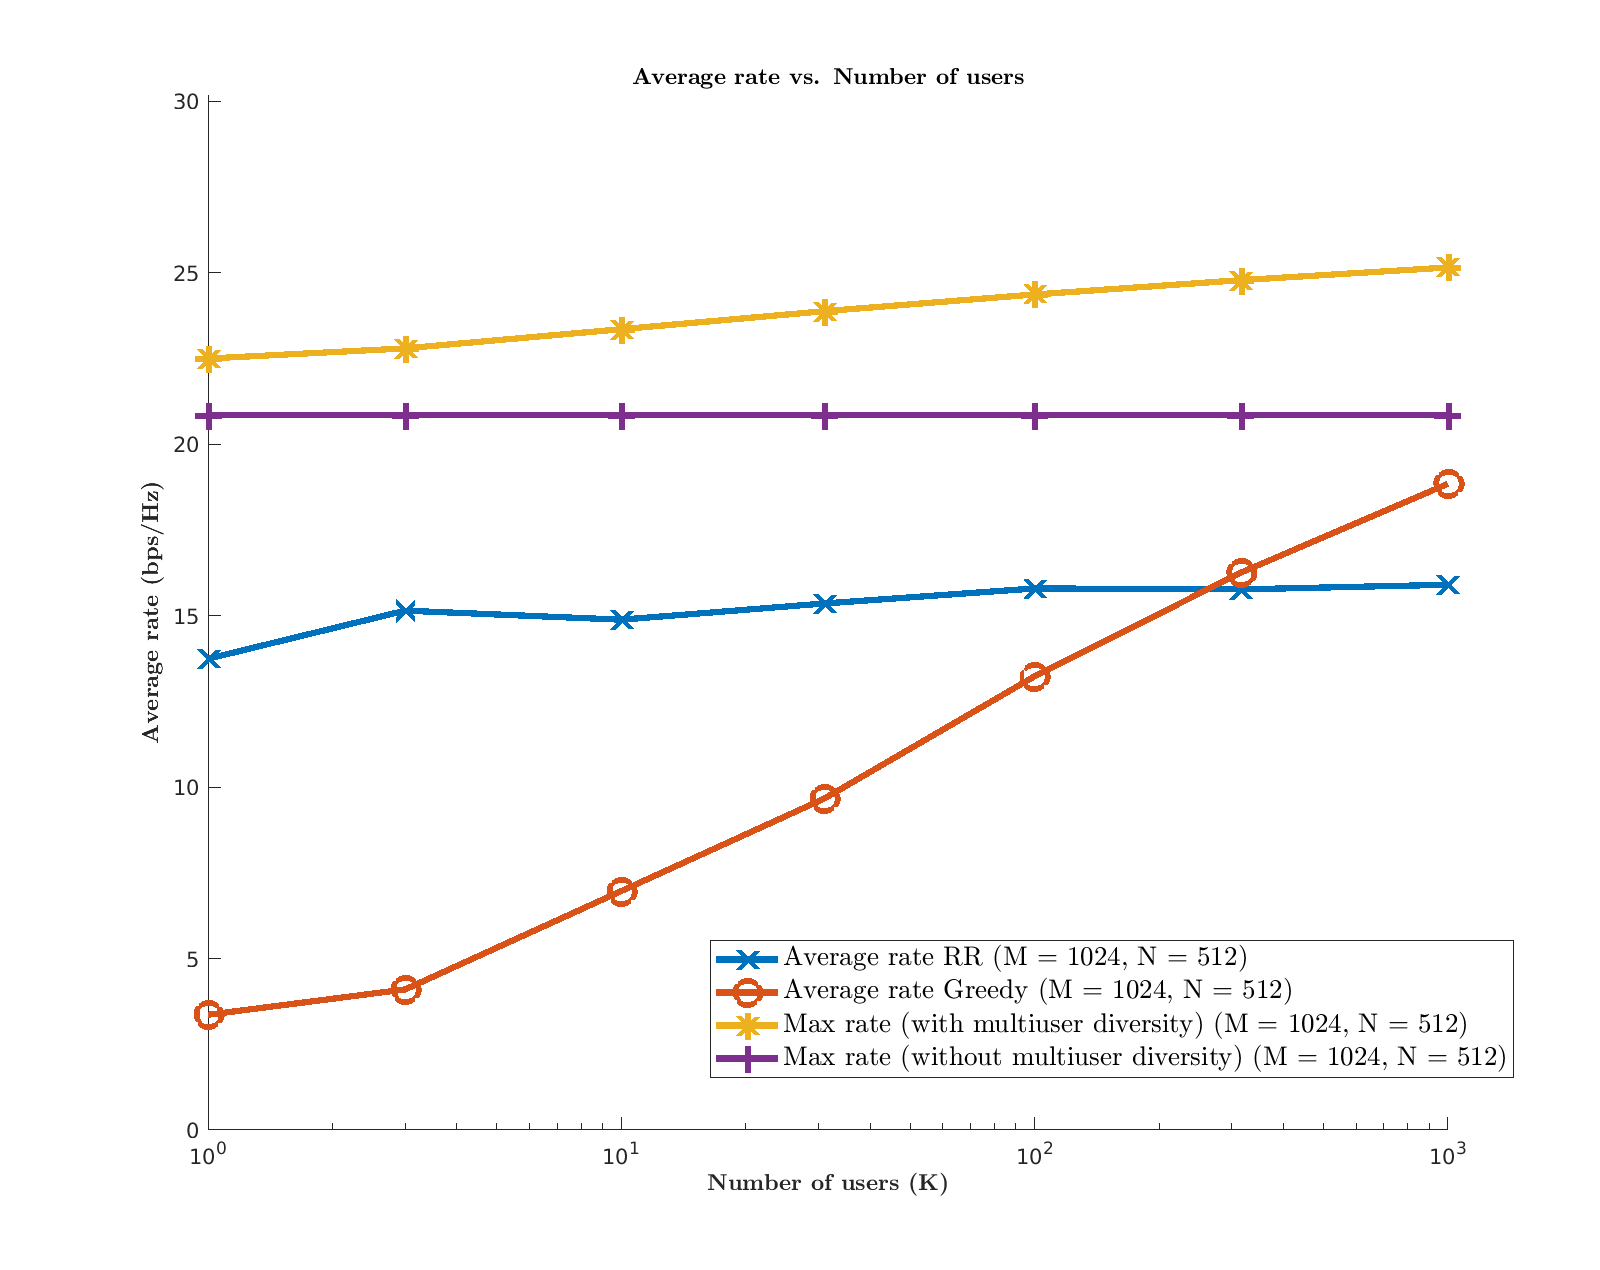 Average rate vs. Number of users
30
25
20
15
10
5
0
Average rate (bps/Hz)
10^0
10^1
10^2
10^3
Number of users (K)
Average rate RR (M = 1024, N = 512)
Average rate Greedy (M = 1024, N = 512)
Max rate (with multiuser diversity) (M = 1024, N = 512)
Max rate (without multiuser diversity) (M = 1024, N = 512)